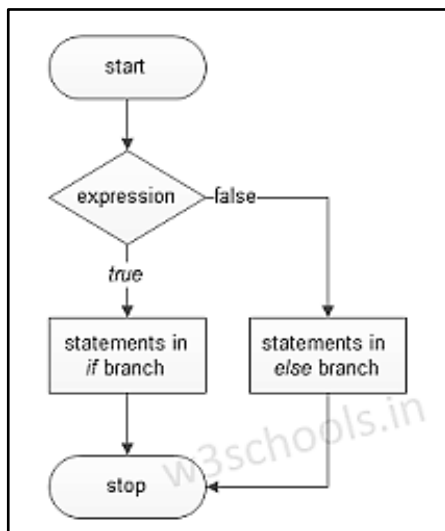 start
expression
false
true
statements in
if branch
statements in
else branch
stop
w3schools.in